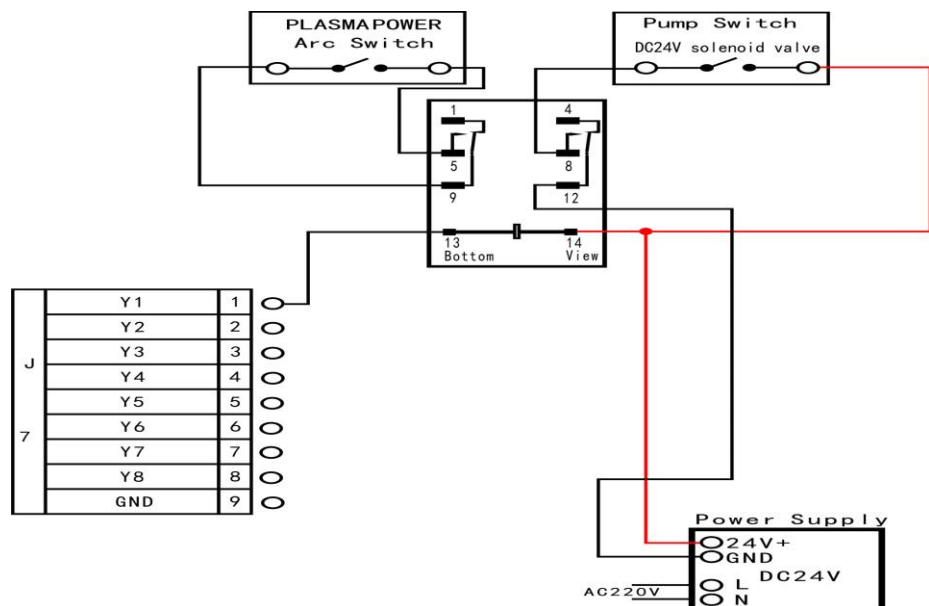 PLASMAPOWER
Arc Switch
Pump Switch
DC24V solenoid valve
1
4
5
8
9
12
13
14
Bottom
View
J
7
Y1 1
Y2 2
Y3 3
Y4 4
Y5 5
Y6 6
Y7 7
Y8 8
GND 9
Power Supply
24V+
GND
DC24V
AC220V
L
N